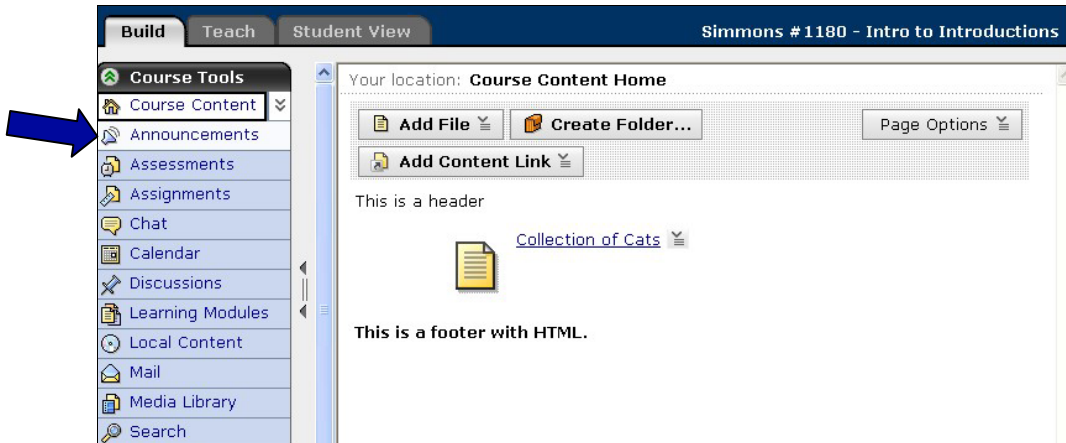 Build Teach Student View Simmons #1180 - Intro to Introductions
Course Tools
Course Content
Announcements
Assessments
Assignments
Chat
Calendar
Discussions
Learning Modules
Local Content
Mail
Media Library
Search
Your location: Course Content Home
Add File Create Folder... Page Options
Add Content Link
This is a header
Collection of Cats
This is a footer with HTML.